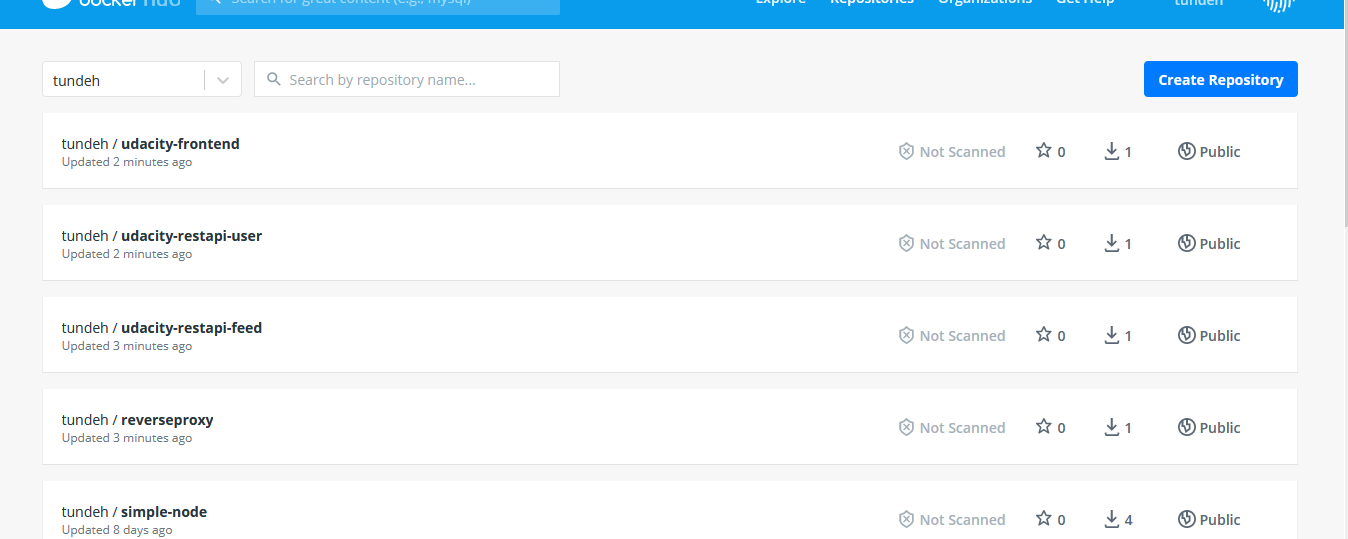 docker hub
Search for great content (e.g., mysql)
Explore Repositories Organizations Get Help tundeh
tundeh
Search by repository name...
Create Repository
tundeh / udacity-frontend
Updated 2 minutes ago
Not Scanned 0 1 Public
tundeh / udacity-restapi-user
Updated 2 minutes ago
Not Scanned 0 1 Public
tundeh / udacity-restapi-feed
Updated 3 minutes ago
Not Scanned 0 1 Public
tundeh / reverseproxy
Updated 3 minutes ago
Not Scanned 0 1 Public
tundeh / simple-node
Updated 8 days ago
Not Scanned 0 4 Public